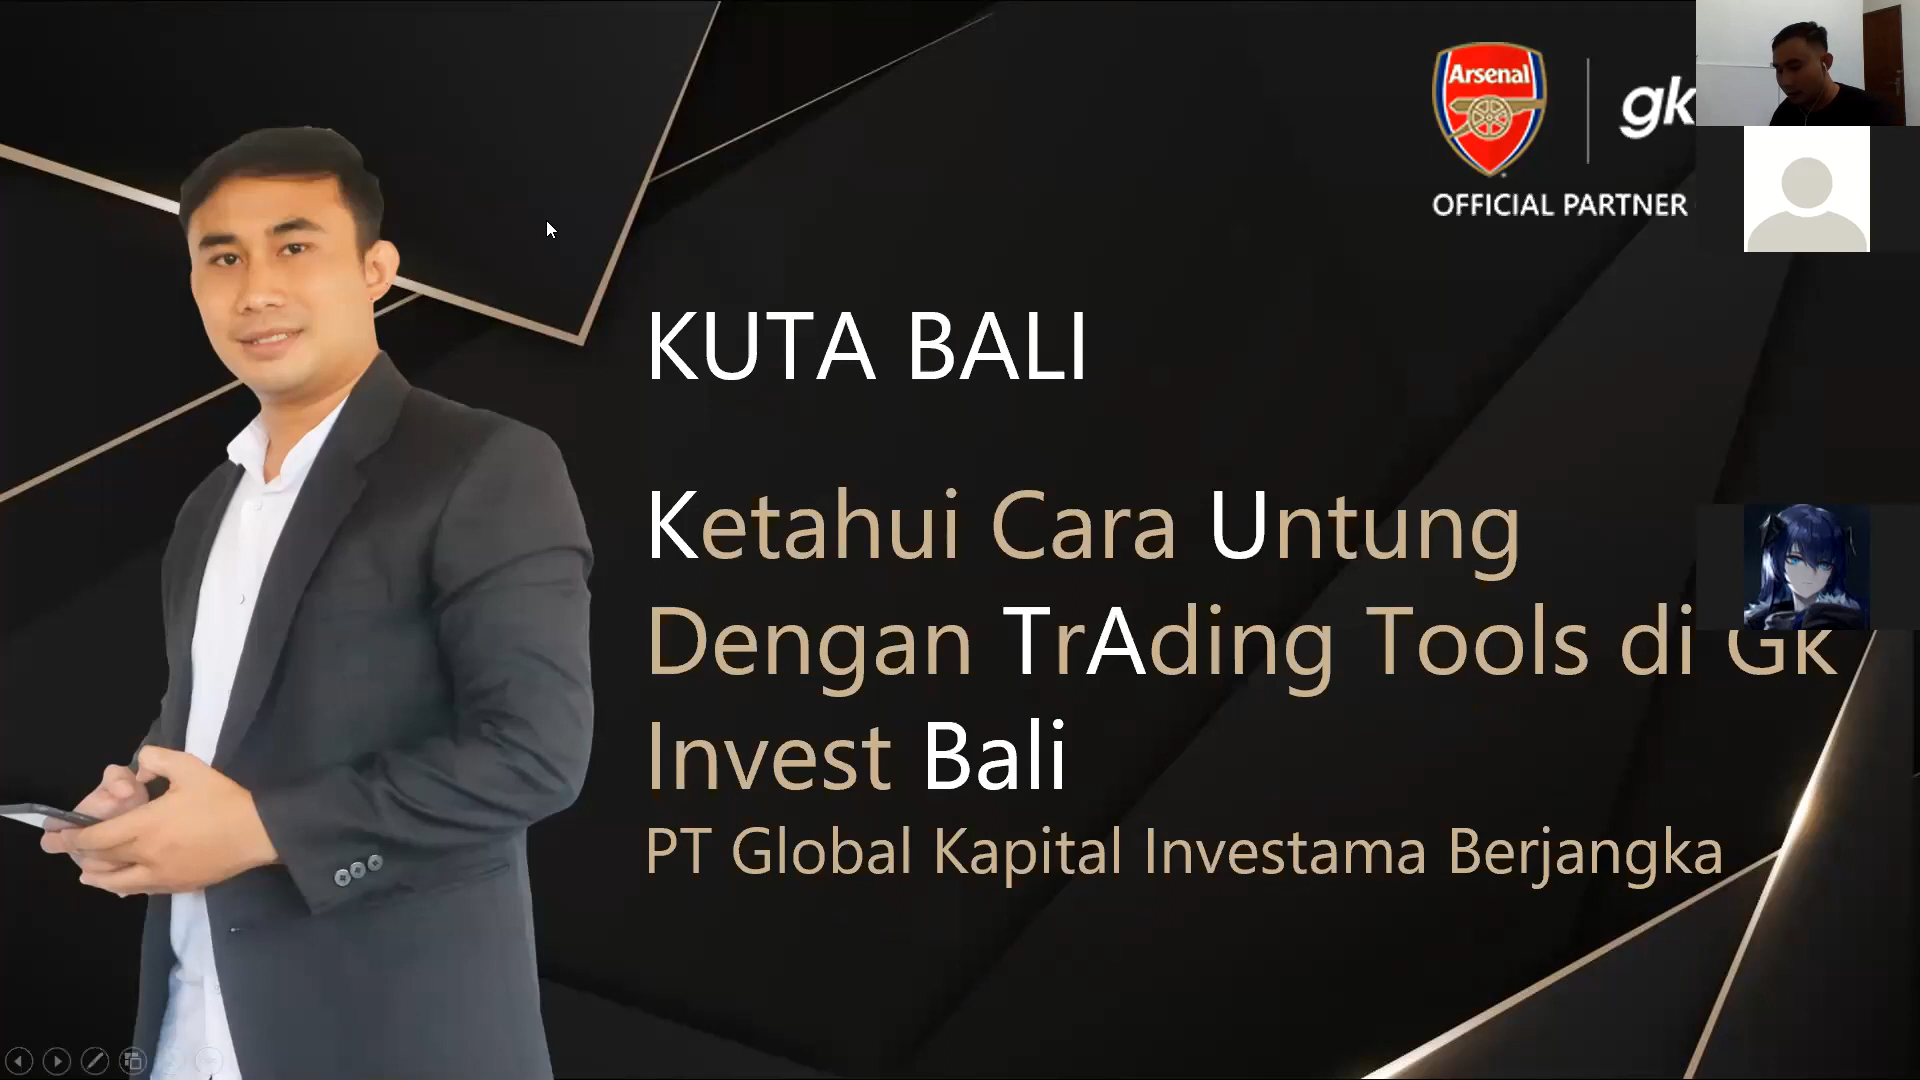 Arsenal
gk
OFFICIAL PARTNER
KUTA BALI
Ketahui Cara Untung
Dengan TrAding Tools di Gk
Invest Bali
PT Global Kapital Investama Berjangka